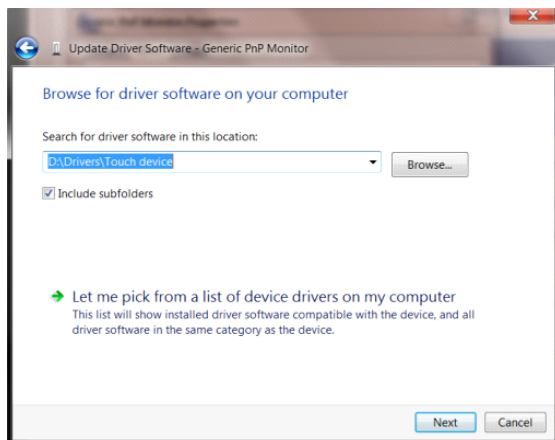 Update Driver Software - Generic PnP Monitor
Browse for driver software on your computer
Search for driver software in this location:
D:\Drivers\Touch device
Browse...
Include subfolders
Let me pick from a list of device drivers on my computer
This list will show installed driver software compatible with the device, and all
driver software in the same category as the device.
Next
Cancel